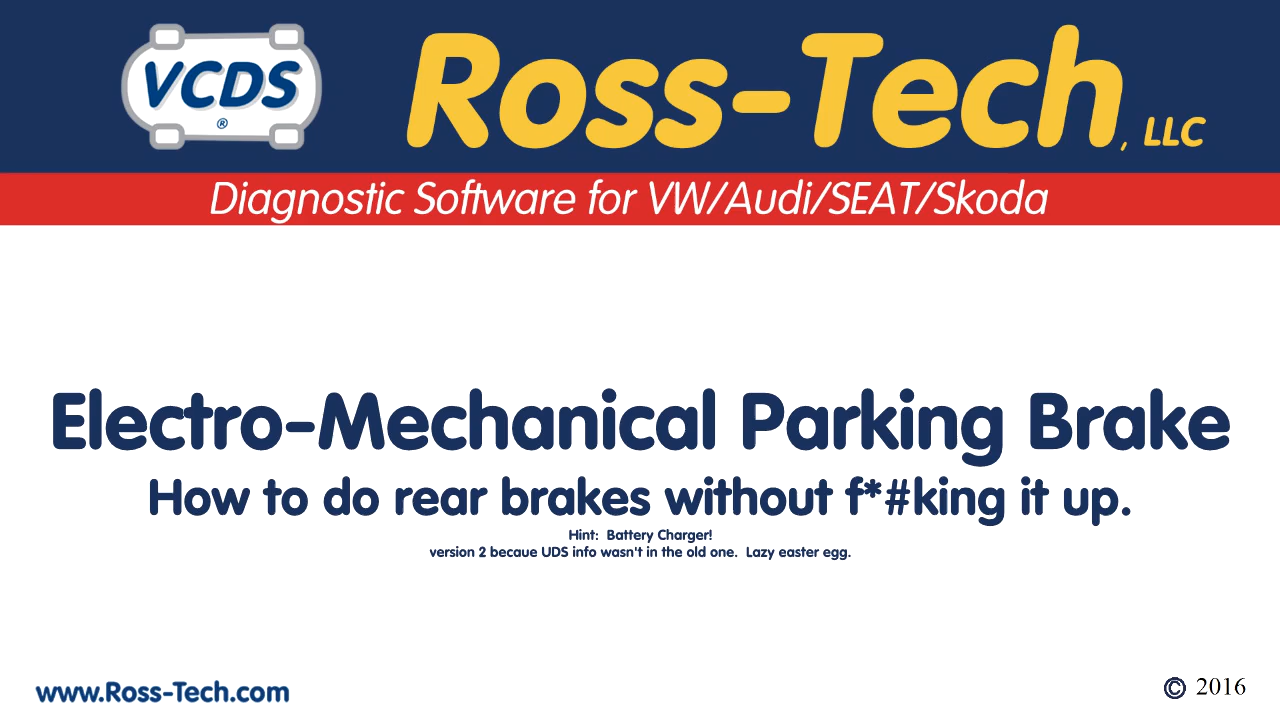 VCDS
®
Ross-Tech, LLC
Diagnostic Software for VW/Audi/SEAT/Skoda
Electro-Mechanical Parking Brake
How to do rear brakes without f*#king it up.
Hint:  Battery Charger!
version 2 becaue UDS info wasn't in the old one.  Lazy easter egg.
www.Ross-Tech.com
© 2016